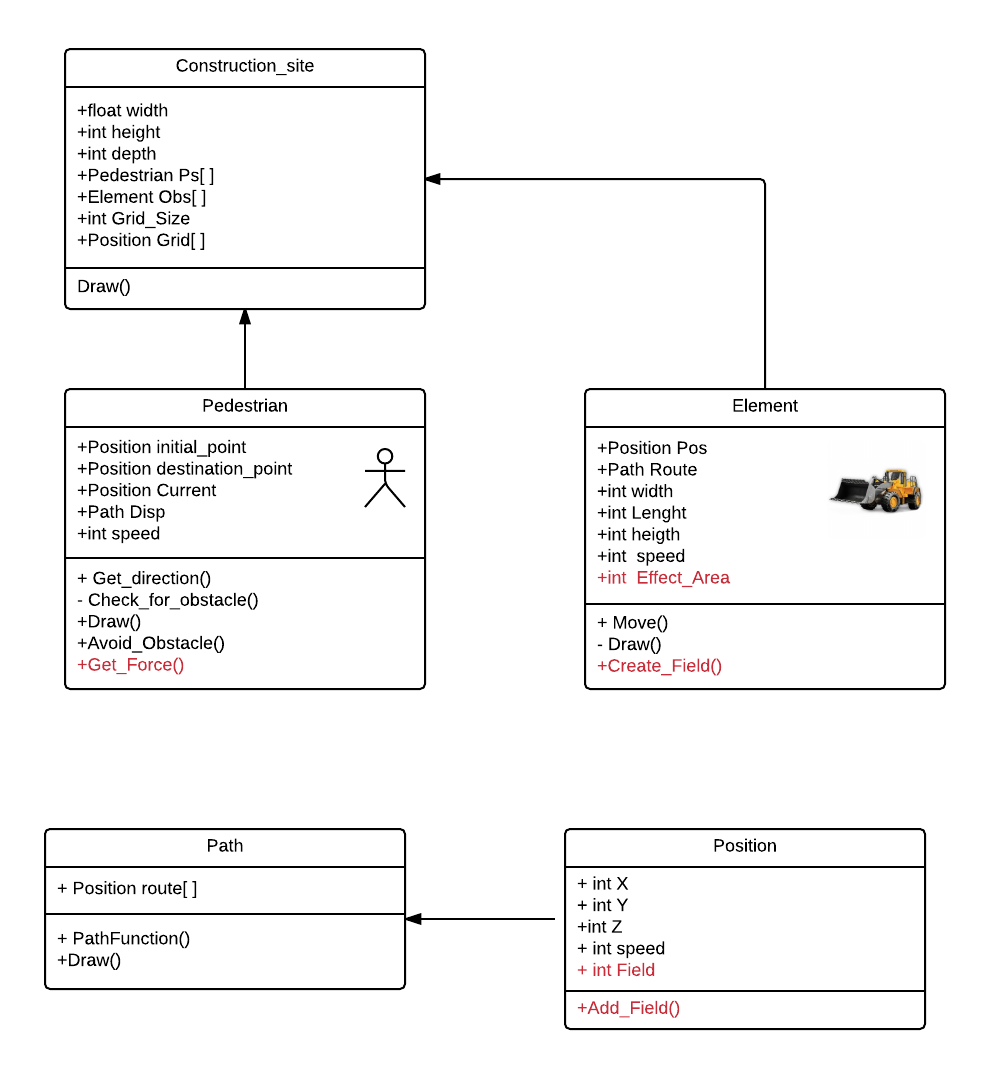 Construction_site
+float width
+int height
+int depth
+Pedestrian Ps[ ]
+Element Obs[ ]
+int Grid_Size
+Position Grid[ ]
Draw()
Pedestrian
+Position initial_point
+Position destination_point
+Position Current
+Path Disp
+int speed
+ Get_direction()
- Check_for_obstacle()
+Draw()
+Avoid_Obstacle()
+Get_Force()
Element
+Position Pos
+Path Route
+int width
+int Lenght
+int heigth
+int  speed
+int  Effect_Area
+ Move()
- Draw()
+Create_Field()
Path
+ Position route[ ]
+ PathFunction()
+Draw()
Position
+ int X
+ int Y
+int Z
+ int speed
+ int Field
+Add_Field()